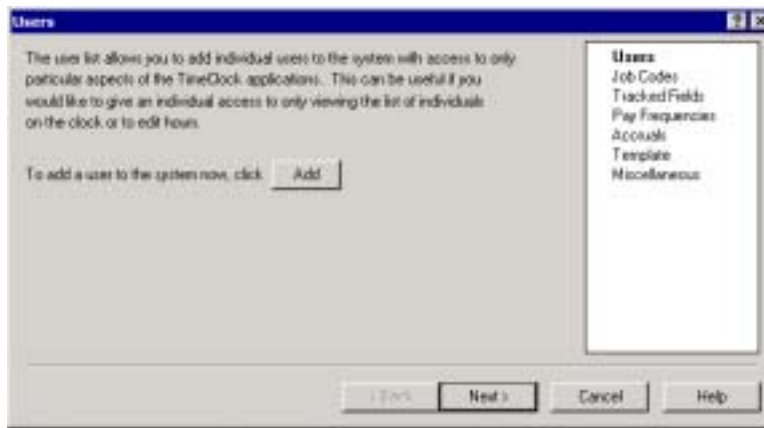 Users
The user list allows you to add individual users to the system with access to only
particular aspects of the TimeClock applications. This can be useful if you
would like to give an individual access to only viewing the list of individuals
on the clock or to edit hours.
To add a user to the system now, click Add
Users
Job Codes
Tracked Fields
Pay Frequencies
Accruals
Template
Miscellaneous
< Back Next > Cancel Help